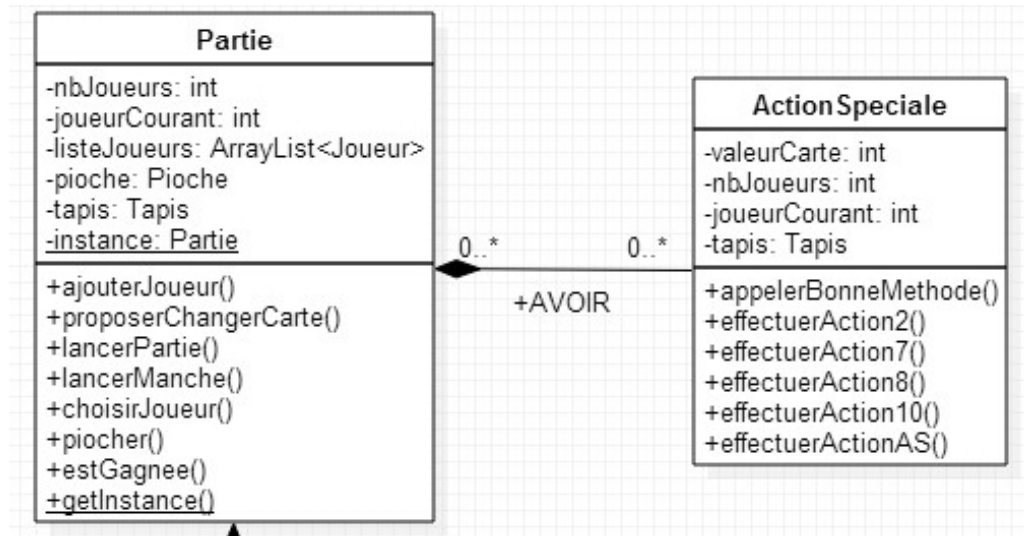 Partie
-nbJoueurs: int
-joueurCourant: int
-listeJoueurs: ArrayList<Joueur>
-pioche: Pioche
-tapis: Tapis
-instance: Partie
+ajouterJoueur()
+proposerChangerCarte()
+lancerPartie()
+lancerManche()
+choisirJoueur()
+piocher()
+estGagnee()
+getInstance()
0..*
0..*
+AVOIR
ActionSpeciale
-valeurCarte: int
-nbJoueurs: int
-joueurCourant: int
-tapis: Tapis
+appelerBonneMethode()
+effectuerAction2()
+effectuerAction7()
+effectuerAction8()
+effectuerAction10()
+effectuerActionAS()